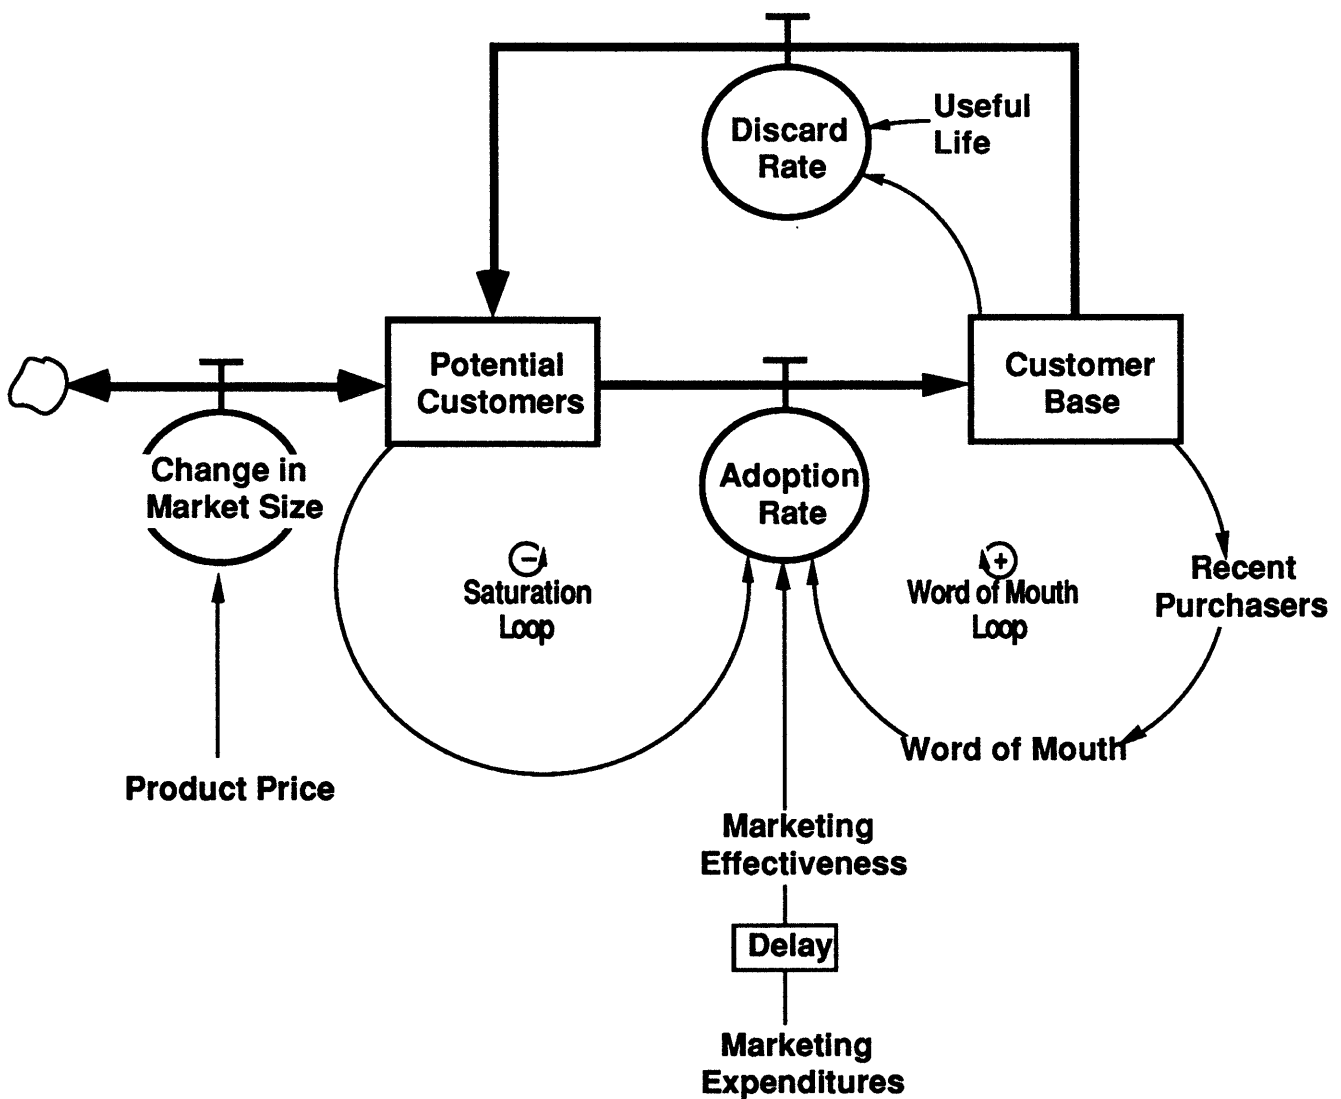 Discard
Rate
Useful
Life
Potential
Customers
Customer
Base
Change in
Market Size
Adoption
Rate
−
Saturation
Loop
+
Word of Mouth
Loop
Recent
Purchasers
Product Price
Word of Mouth
Marketing
Effectiveness
Delay
Marketing
Expenditures